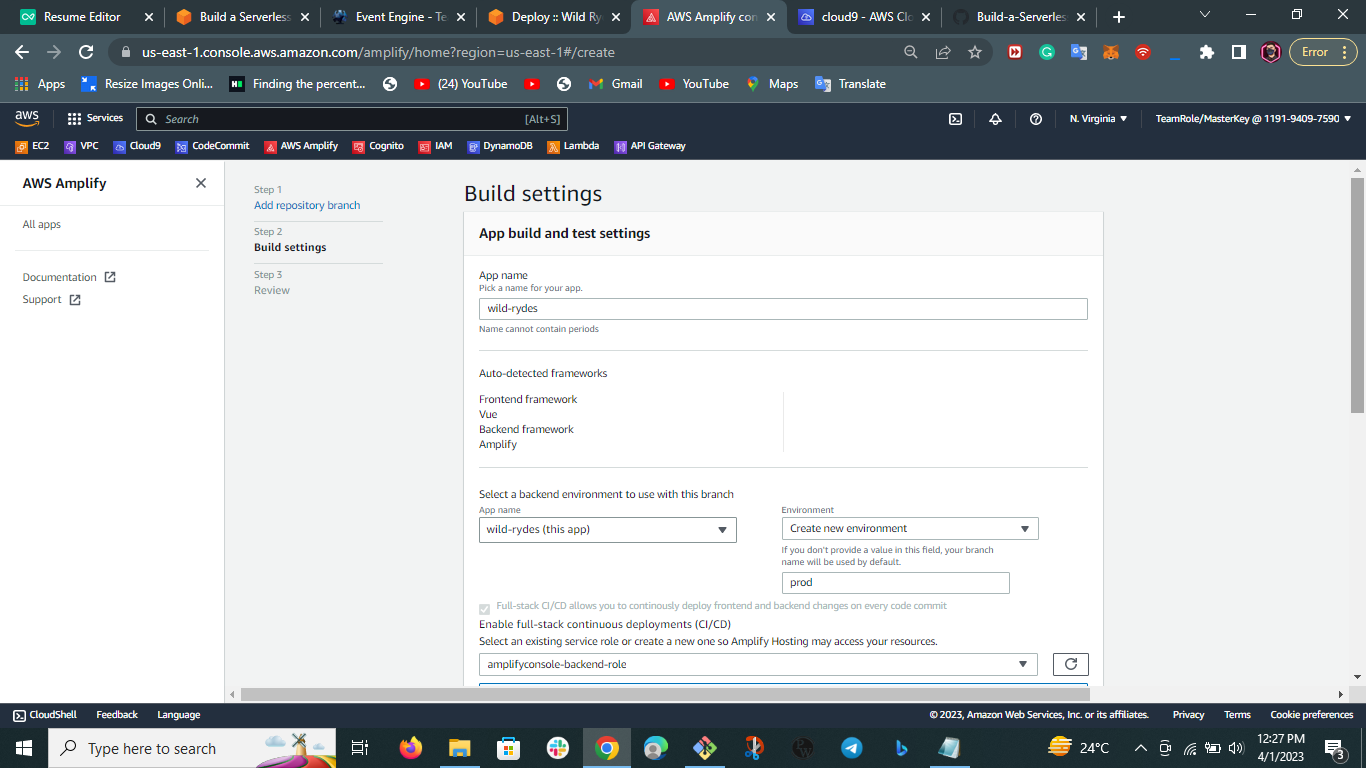 Resume Editor
Build a Serverless
Event Engine - Te
Deploy :: Wild Ry
AWS Amplify con
cloud9 - AWS Clo
Build-a-Serverles
us-east-1.console.aws.amazon.com/amplify/home?region=us-east-1#/create
Error
Apps
Resize Images Onli...
Finding the percent...
(24) YouTube
Gmail
YouTube
Maps
Translate
aws
Services
Search
[Alt+S]
N. Virginia
TeamRole/MasterKey @ 1191-9409-7590
EC2
VPC
Cloud9
CodeCommit
AWS Amplify
Cognito
IAM
DynamoDB
Lambda
API Gateway
AWS Amplify
All apps
Documentation
Support
Step 1
Add repository branch
Step 2
Build settings
Step 3
Review
Build settings
App build and test settings
App name
Pick a name for your app.
wild-rydes
Name cannot contain periods
Auto-detected frameworks
Frontend framework
Vue
Backend framework
Amplify
Select a backend environment to use with this branch
App name
wild-rydes (this app)
Environment
Create new environment
If you don't provide a value in this field, your branch
name will be used by default.
prod
Full-stack CI/CD allows you to continously deploy frontend and backend changes on every code commit
Enable full-stack continuous deployments (CI/CD)
Select an existing service role or create a new one so Amplify Hosting may access your resources.
amplifyconsole-backend-role
CloudShell
Feedback
Language
© 2023, Amazon Web Services, Inc. or its affiliates.
Privacy
Terms
Cookie preferences
Type here to search
24°C
12:27 PM
4/1/2023
3